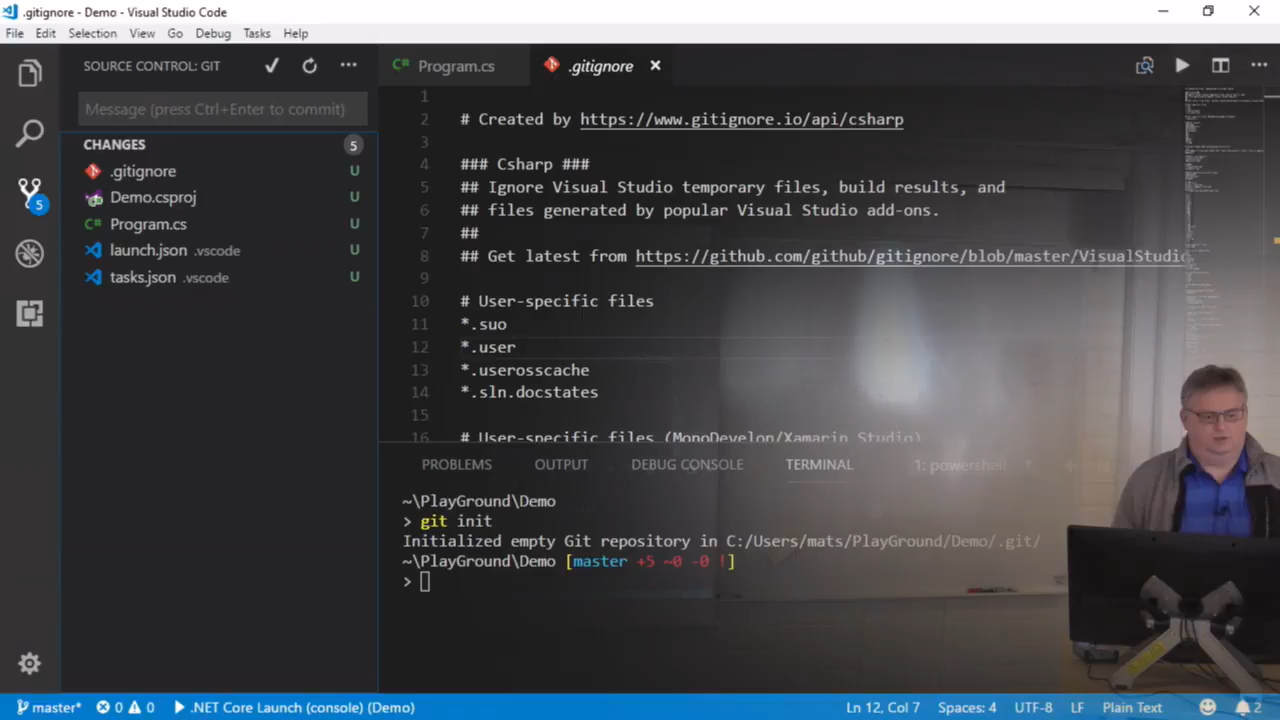 .gitignore - Demo - Visual Studio Code
File Edit Selection View Go Debug Tasks Help
SOURCE CONTROL: GIT
Program.cs
.gitignore
Message (press Ctrl+Enter to commit)
CHANGES 5
.gitignore U
Demo.csproj U
Program.cs U
launch.json .vscode U
tasks.json .vscode U
5
1
2 # Created by https://www.gitignore.io/api/csharp
3
4 ### Csharp ###
5 ## Ignore Visual Studio temporary files, build results, and
6 ## files generated by popular Visual Studio add-ons.
7 ##
8 ## Get latest from https://github.com/github/gitignore/blob/master/VisualStudio
9
10 # User-specific files
11 *.suo
12 *.user
13 *.userosscache
14 *.sln.docstates
15
16 # User-specific files (MonoDevelop/Xamarin Studio)
PROBLEMS OUTPUT DEBUG CONSOLE TERMINAL 1: powershell
~\PlayGround\Demo
> git init
Initialized empty Git repository in C:/Users/mats/PlayGround/Demo/.git/
~\PlayGround\Demo [master +5 ~0 -0 !]
>
master* 0 0 .NET Core Launch (console) (Demo) Ln 12, Col 7 Spaces: 4 UTF-8 LF Plain Text 2